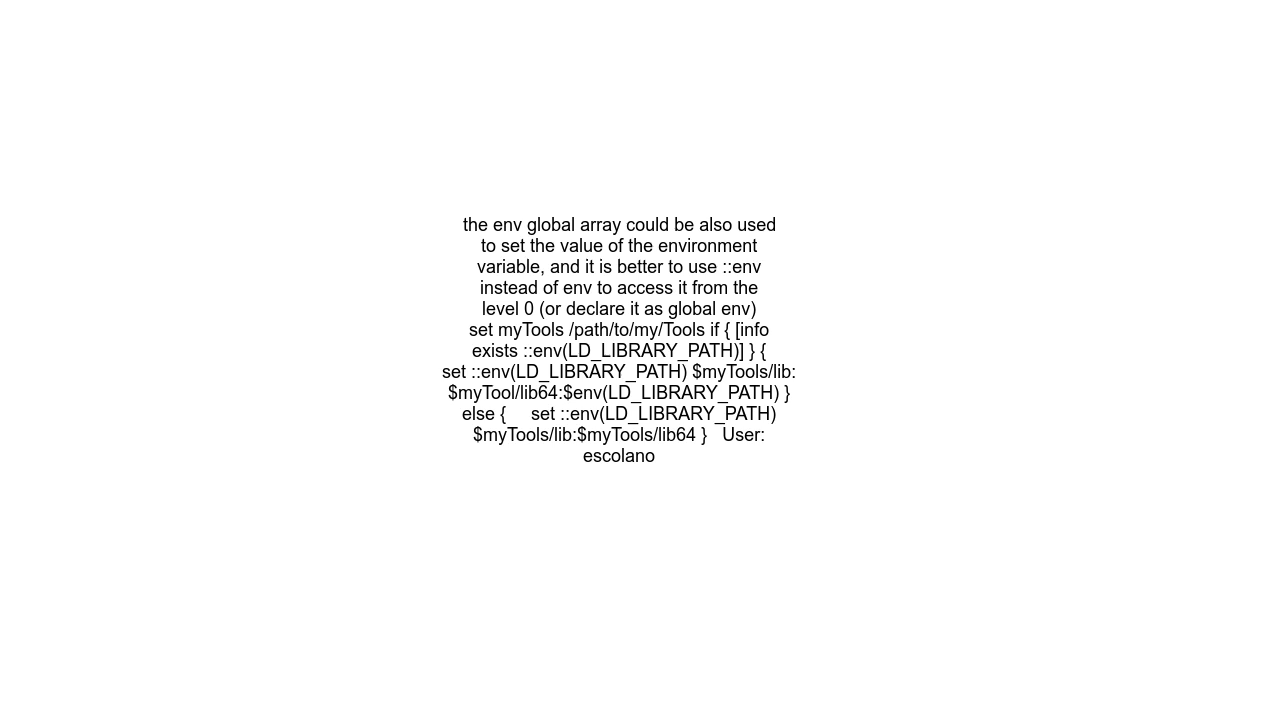 the env global array could be also used
to set the value of the environment
variable, and it is better to use ::env
instead of env to access it from the
level 0 (or declare it as global env)
set myTools /path/to/my/Tools if { [info
exists ::env(LD_LIBRARY_PATH)] } {
set ::env(LD_LIBRARY_PATH) $myTools/lib:
$myTool/lib64:$env(LD_LIBRARY_PATH) }
else {     set ::env(LD_LIBRARY_PATH)
$myTools/lib:$myTools/lib64 }   User:
escolano